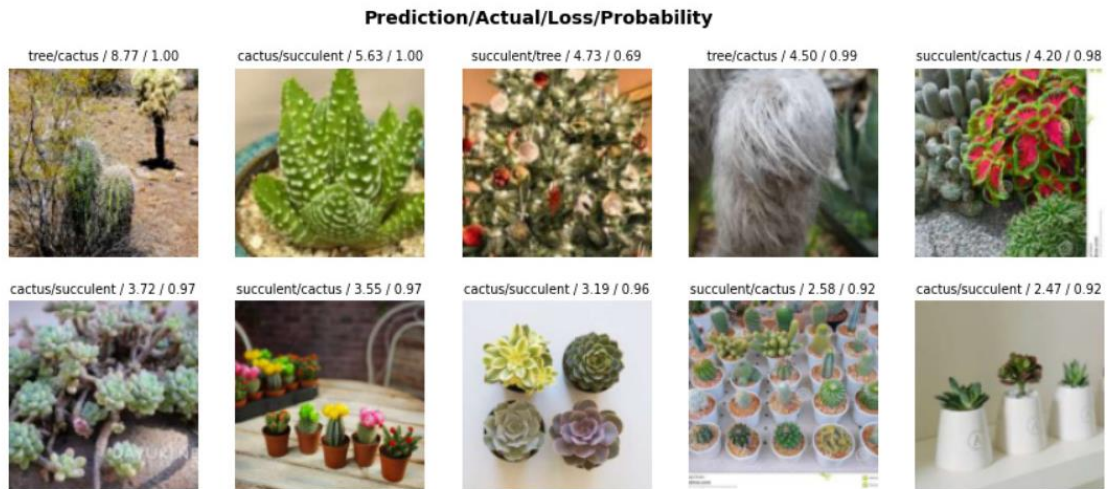 Prediction/Actual/Loss/Probability
tree/cactus / 8.77 / 1.00
cactus/succulent / 5.63 / 1.00
succulent/tree / 4.73 / 0.69
tree/cactus / 4.50 / 0.99
succulent/cactus / 4.20 / 0.98
cactus/succulent / 3.72 / 0.97
succulent/cactus / 3.55 / 0.97
cactus/succulent / 3.19 / 0.96
succulent/cactus / 2.58 / 0.92
cactus/succulent / 2.47 / 0.92